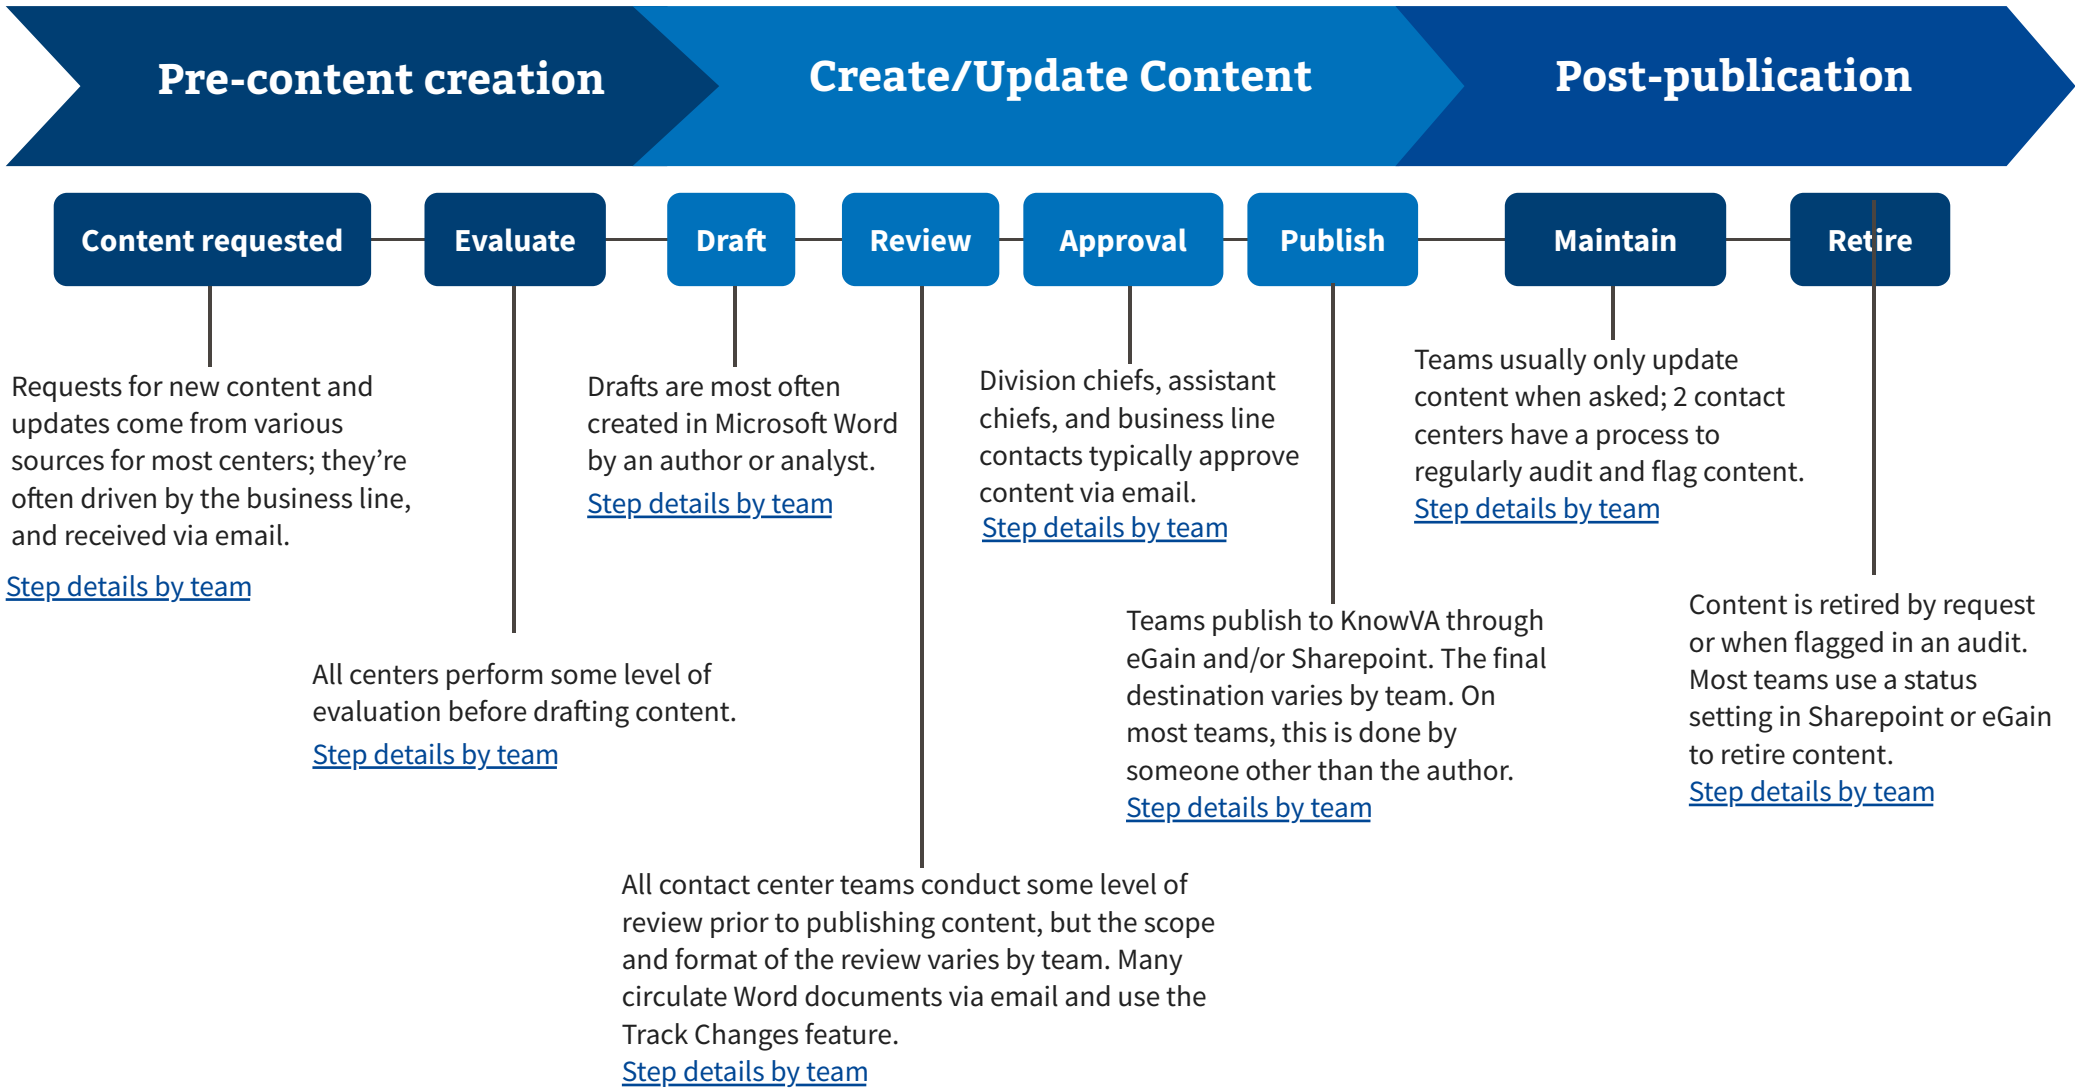 Pre-content creation
Create/Update Content
Post-publication
Content requested
Evaluate
Draft
Review
Approval
Publish
Maintain
Retire
Requests for new content and
updates come from various
sources for most centers; they’re
often driven by the business line,
and received via email.
Step details by team
All centers perform some level of
evaluation before drafting content.
Step details by team
Drafts are most often
created in Microsoft Word
by an author or analyst.
Step details by team
All contact center teams conduct some level of
review prior to publishing content, but the scope
and format of the review varies by team. Many
circulate Word documents via email and use the
Track Changes feature.
Step details by team
Division chiefs, assistant
chiefs, and business line
contacts typically approve
content via email.
Step details by team
Teams publish to KnowVA through
eGain and/or Sharepoint. The final
destination varies by team. On
most teams, this is done by
someone other than the author.
Step details by team
Teams usually only update
content when asked; 2 contact
centers have a process to
regularly audit and flag content.
Step details by team
Content is retired by request
or when flagged in an audit.
Most teams use a status
setting in Sharepoint or eGain
to retire content.
Step details by team